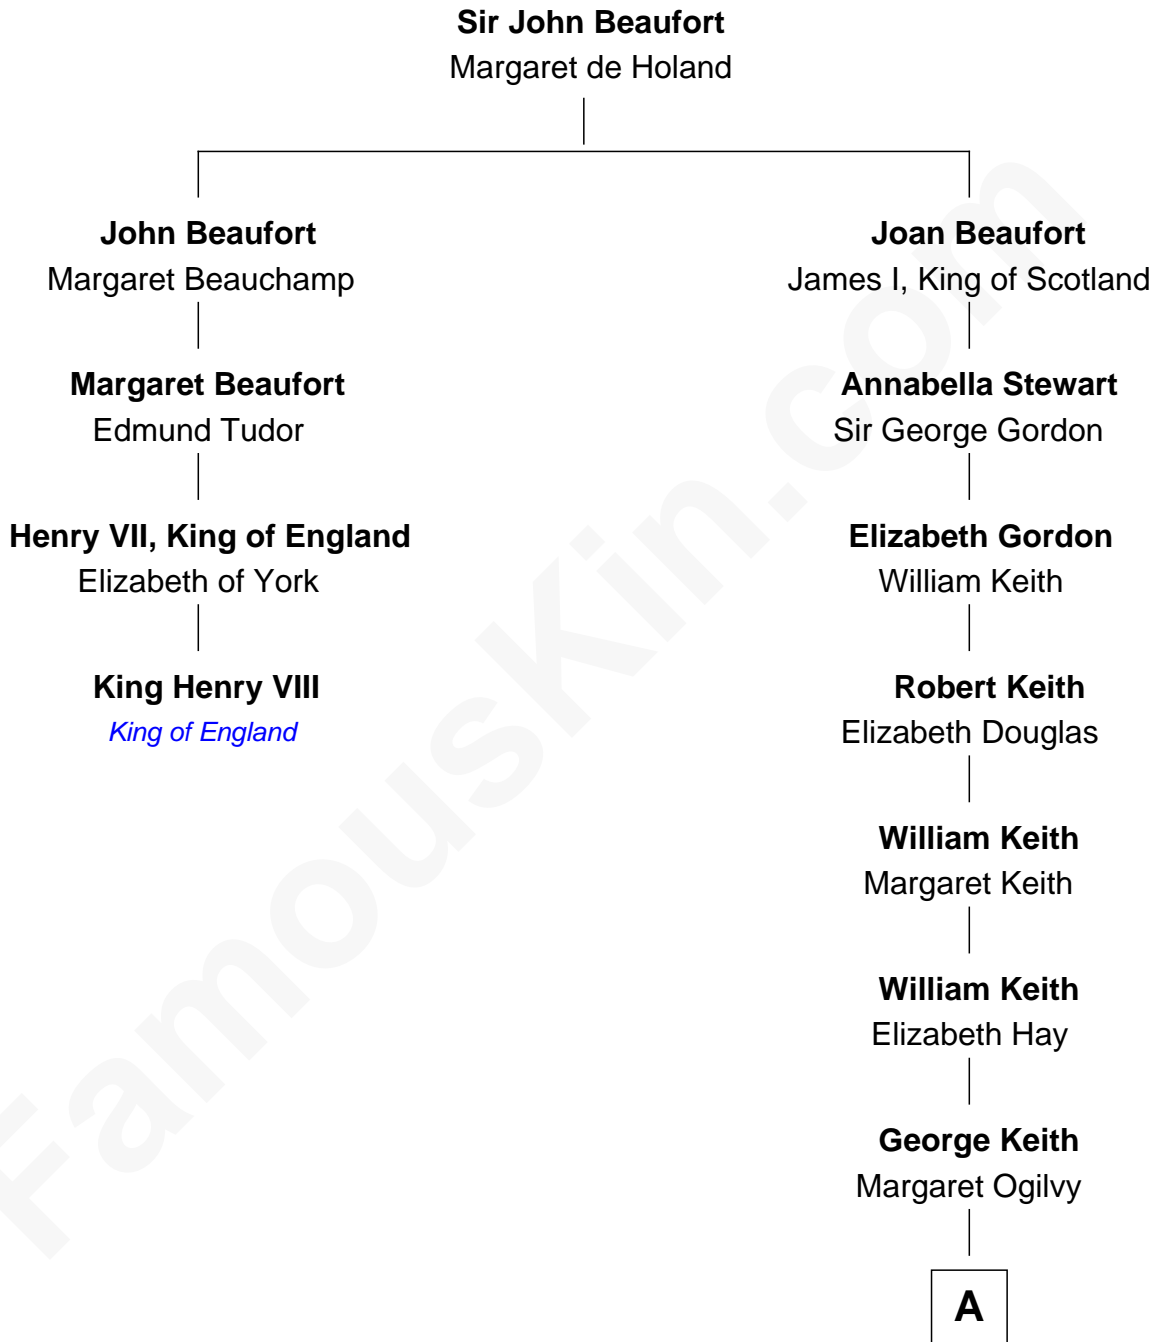 Sir John Beaufort
Margaret de Holand
John Beaufort
Margaret Beauchamp
Margaret Beaufort
Edmund Tudor
Henry VII, King of England
Elizabeth of York
King Henry VIII
King of England
Joan Beaufort
James I, King of Scotland
Annabella Stewart
Sir George Gordon
Elizabeth Gordon
William Keith
Robert Keith
Elizabeth Douglas
William Keith
Margaret Keith
William Keith
Elizabeth Hay
George Keith
Margaret Ogilvy
A
FamousKin.com